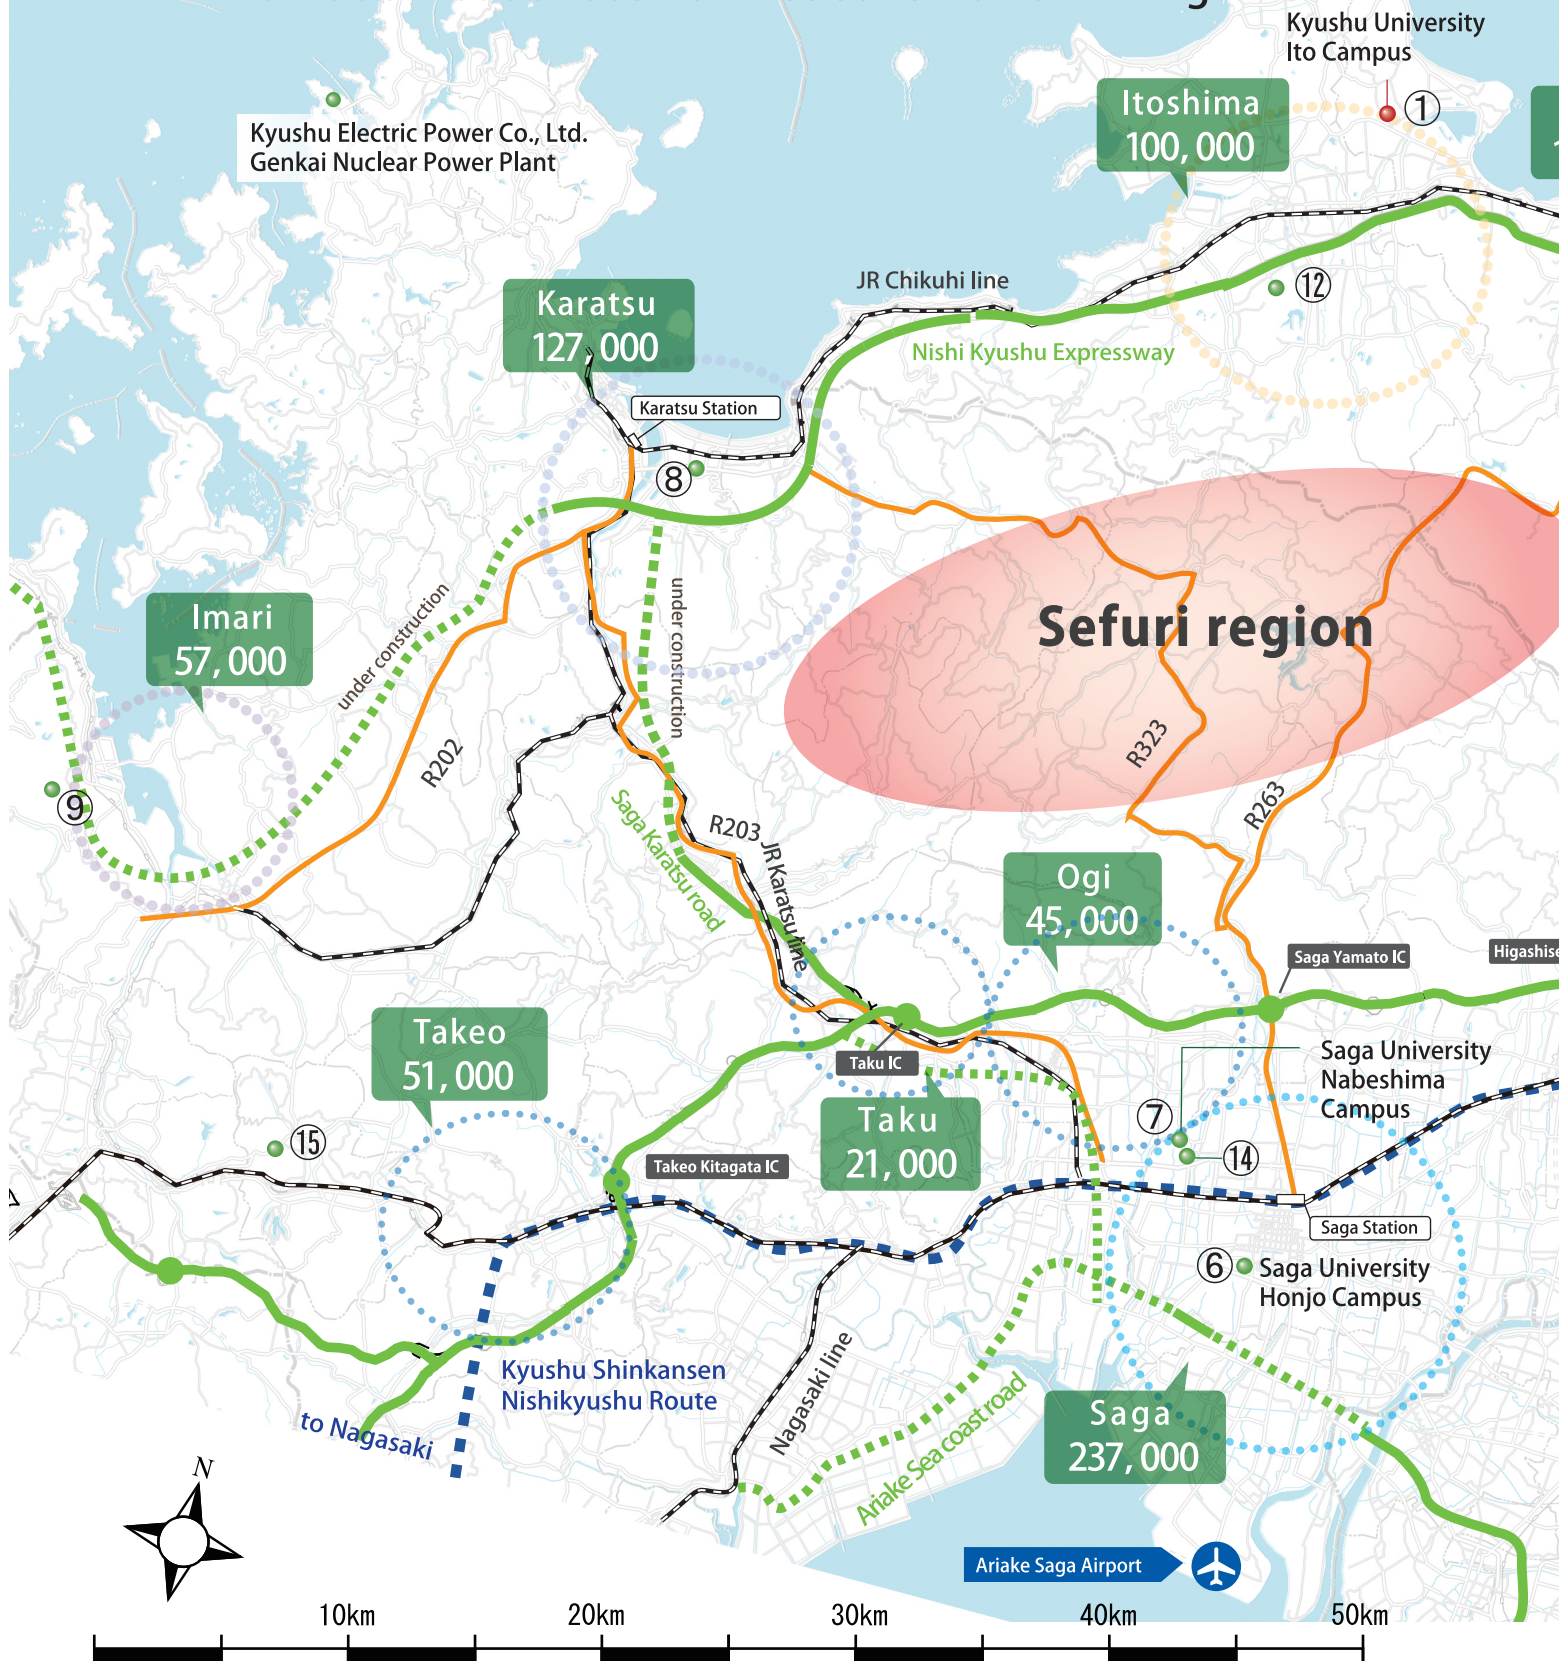 Kyushu University
Ito Campus
①
Itoshima
100,000
Kyushu Electric Power Co., Ltd.
Genkai Nuclear Power Plant
JR Chikuhi line
⑫
Karatsu
127,000
Nishi Kyushu Expressway
Karatsu Station
⑧
under construction
under construction
Imari
57,000
Sefuri region
R202
R323
R263
⑨
Saga Karatsu road
R203
JR Karatsu line
Ogi
45,000
Saga Yamato IC
Higashise
Takeo
51,000
Taku IC
Saga University
Nabeshima
Campus
⑦
⑭
⑮
Taku
21,000
Takeo Kitagata IC
Saga Station
⑥
Saga University
Honjo Campus
Kyushu Shinkansen
Nishikyushu Route
to Nagasaki
Nagasaki line
Ariake Sea coast road
Saga
237,000
N
Ariake Saga Airport
10km
20km
30km
40km
50km